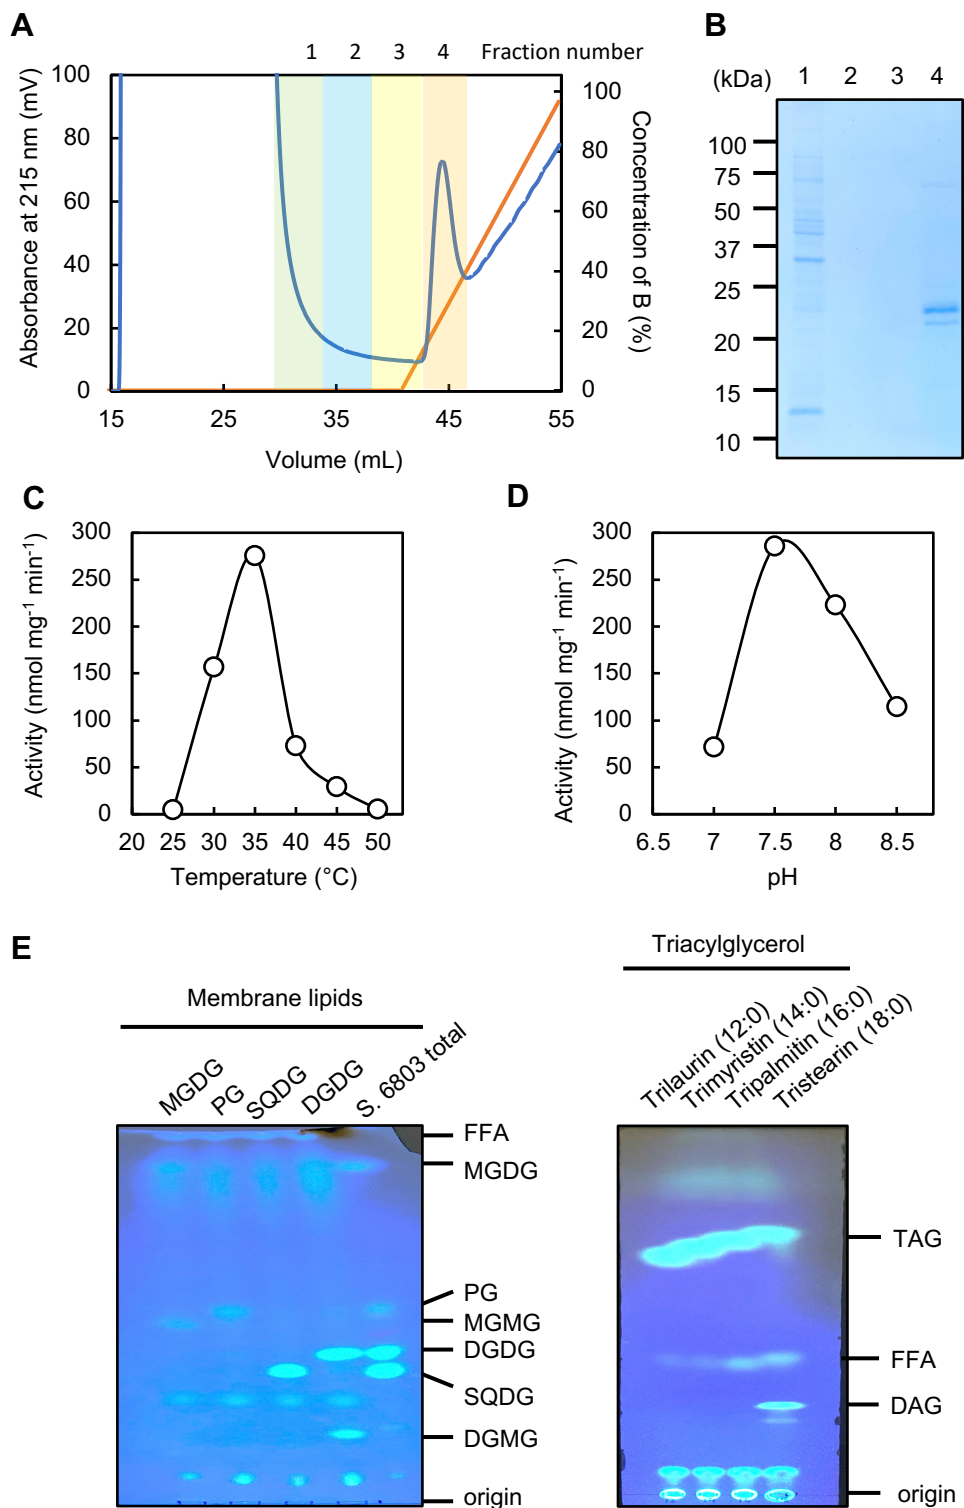 A
1 2 3 4 Fraction number
100
80
60
40
20
0
Absorbance at 215 nm (mV)
100
80
60
40
20
0
Concentration of B (%)
15 25 35 45 55
Volume (mL)
B
(kDa) 1 2 3 4
100
75
50
37
25
20
15
10
C
300
250
200
150
100
50
0
Activity (nmol mg⁻¹ min⁻¹)
20 25 30 35 40 45 50
Temperature (°C)
D
300
250
200
150
100
50
0
Activity (nmol mg⁻¹ min⁻¹)
6.5 7 7.5 8 8.5
pH
E
Membrane lipids
MGDG
PG
SQDG
DGDG
S. 6803 total
FFA
MGDG
PG
MGMG
DGDG
SQDG
DGMG
origin
Triacylglycerol
Trilaurin (12:0)
Trimyristin (14:0)
Tripalmitin (16:0)
Tristearin (18:0)
TAG
FFA
DAG
origin